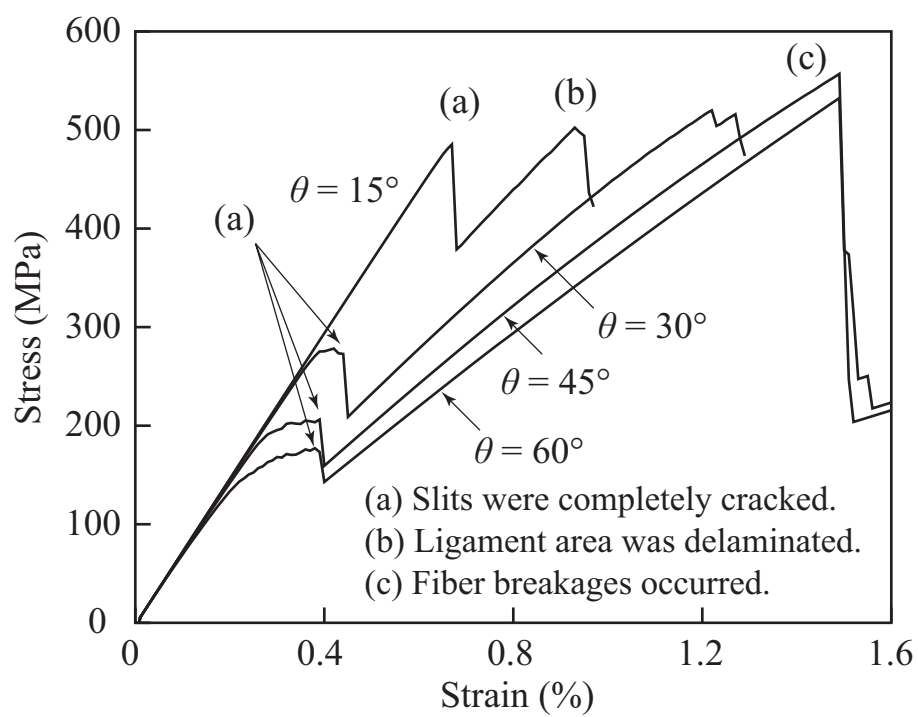 600
500
400
300
200
100
0
0
0.4
0.8
1.2
1.6
Stress (MPa)
Strain (%)
(a)
(b)
(c)
θ = 15°
(a)
θ = 30°
θ = 45°
θ = 60°
(a) Slits were completely cracked.
(b) Ligament area was delaminated.
(c) Fiber breakages occurred.